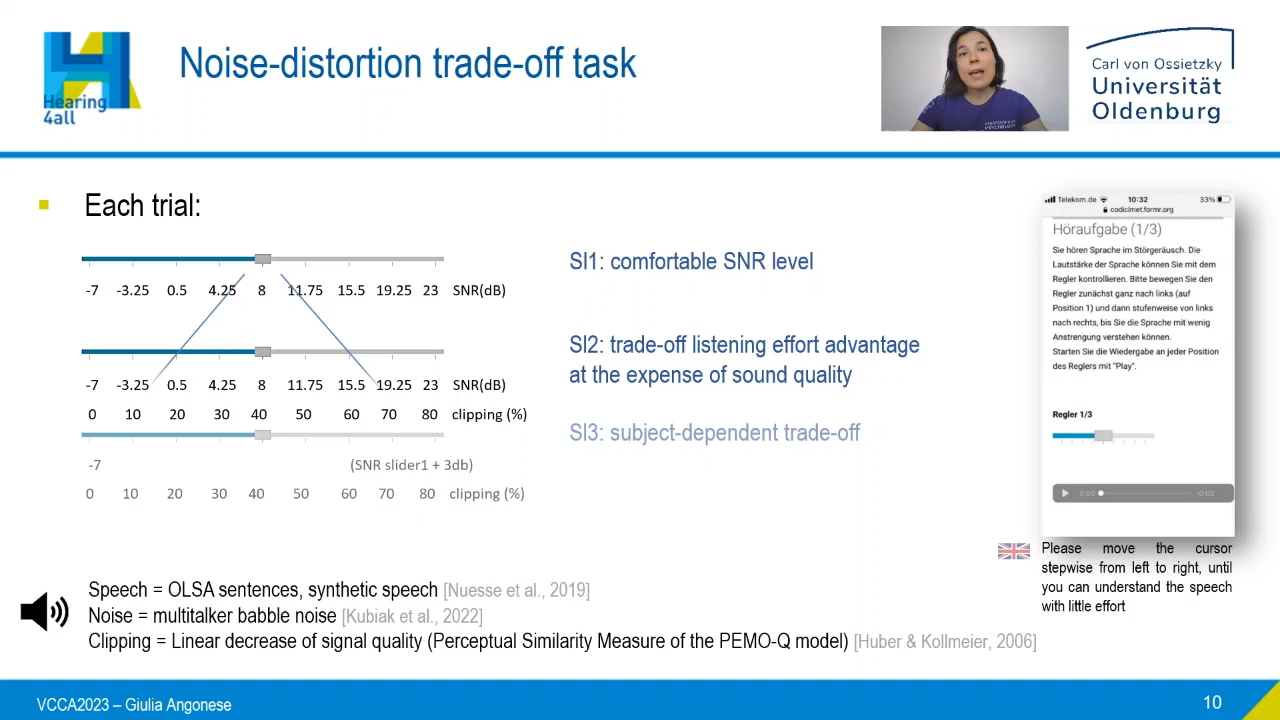 Hearing
4all
Noise-distortion trade-off task
Carl von Ossietzky
Universität
Oldenburg
Each trial:
-7 -3.25 0.5 4.25 8 11.75 15.5 19.25 23 SNR(dB)
-7 -3.25 0.5 4.25 8 11.75 15.5 19.25 23 SNR(dB)
0 10 20 30 40 50 60 70 80 clipping (%)
-7 (SNR slider1 + 3db)
0 10 20 30 40 50 60 70 80 clipping (%)
Sl1: comfortable SNR level
Sl2: trade-off listening effort advantage
at the expense of sound quality
Sl3: subject-dependent trade-off
Telekom.de 10:32 33%
codiclmet.formr.org
Höraufgabe (1/3)
Sie hören Sprache im Störgeräusch. Die
Lautstärke der Sprache können Sie mit dem
Regler kontrollieren. Bitte bewegen Sie den
Regler zunächst ganz nach links (auf
Position 1) und dann stufenweise von links
nach rechts, bis Sie die Sprache mit wenig
Anstrengung verstehen können.
Starten Sie die Wiedergabe an jeder Position
des Reglers mit "Play".
Regler 1/3
0:00 -0:02
Please move the cursor
stepwise from left to right, until
you can understand the speech
with little effort
Speech = OLSA sentences, synthetic speech [Nuesse et al., 2019]
Noise = multitalker babble noise [Kubiak et al., 2022]
Clipping = Linear decrease of signal quality (Perceptual Similarity Measure of the PEMO-Q model) [Huber & Kollmeier, 2006]
VCCA2023 – Giulia Angonese
10